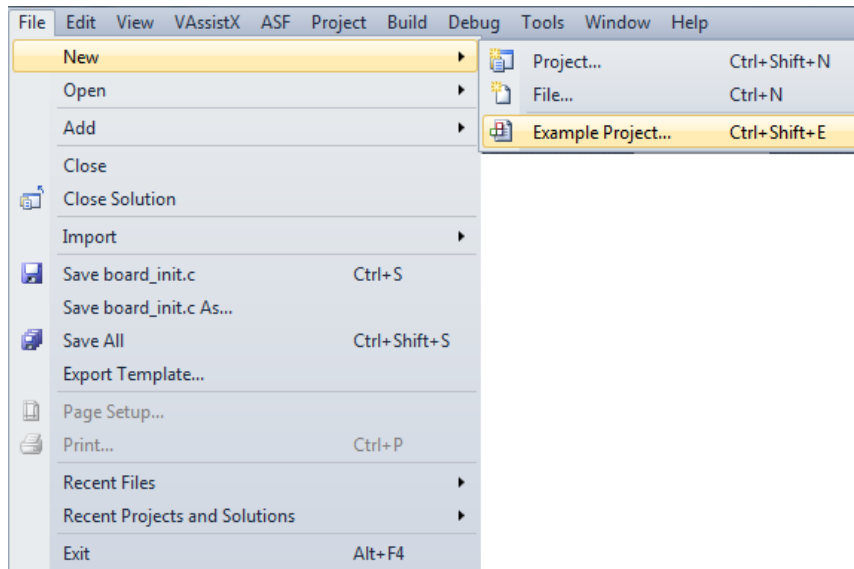 File Edit View VAssistX ASF Project Build Debug Tools Window Help
New
Project... Ctrl+Shift+N
Open
File... Ctrl+N
Add
Example Project... Ctrl+Shift+E
Close
Close Solution
Import
Save board_init.c Ctrl+S
Save board_init.c As...
Save All Ctrl+Shift+S
Export Template...
Page Setup...
Print... Ctrl+P
Recent Files
Recent Projects and Solutions
Exit Alt+F4